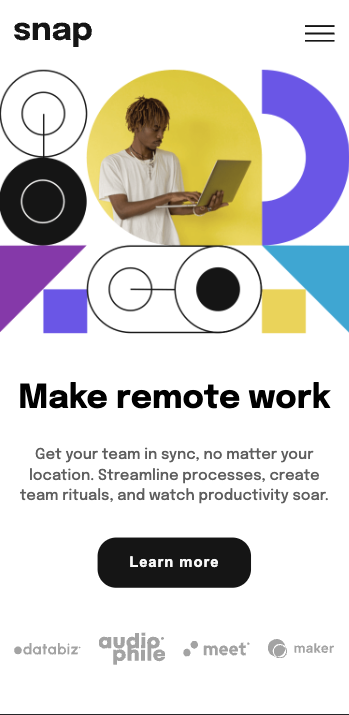 snap
Make remote work
Get your team in sync, no matter your
location. Streamline processes, create
team rituals, and watch productivity soar.
Learn more
databiz
audio
phile
meet
maker